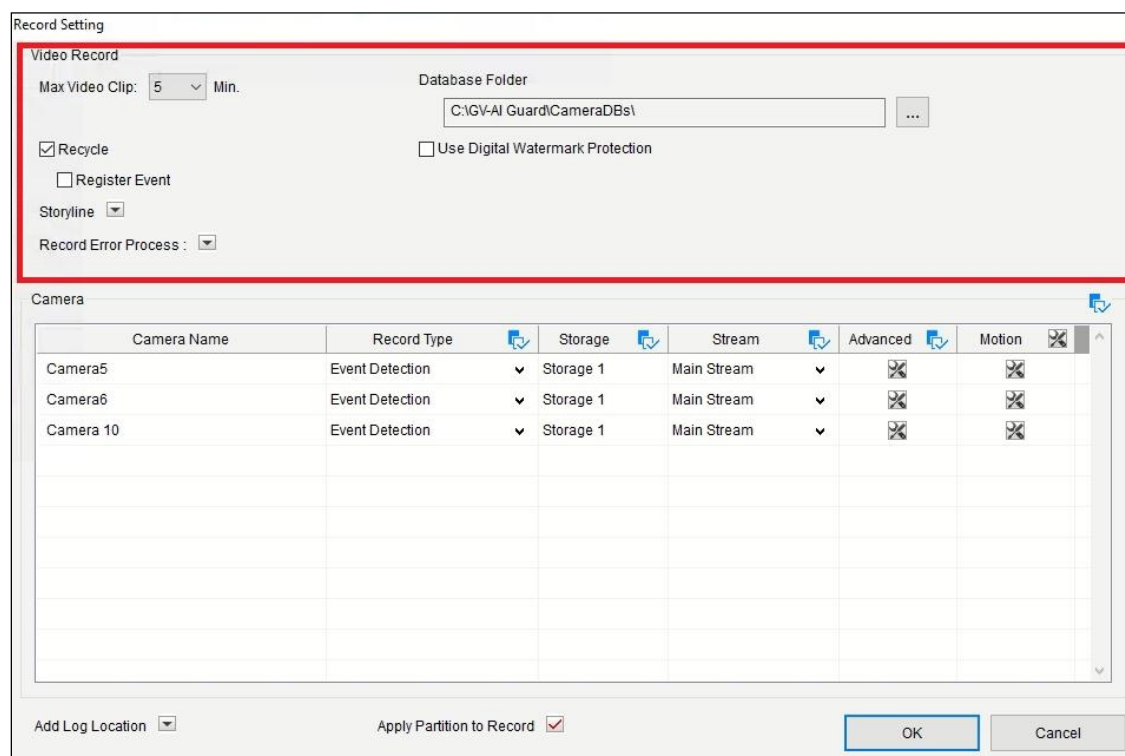 Record Setting
Video Record
Max Video Clip: 5 Min.
Database Folder
C:\GV-AI Guard\CameraDBs\
...
Recycle
Use Digital Watermark Protection
Register Event
Storyline
Record Error Process :
Camera
Camera Name Record Type Storage Stream Advanced Motion
Camera5 Event Detection Storage 1 Main Stream
Camera6 Event Detection Storage 1 Main Stream
Camera 10 Event Detection Storage 1 Main Stream
Add Log Location Apply Partition to Record OK Cancel